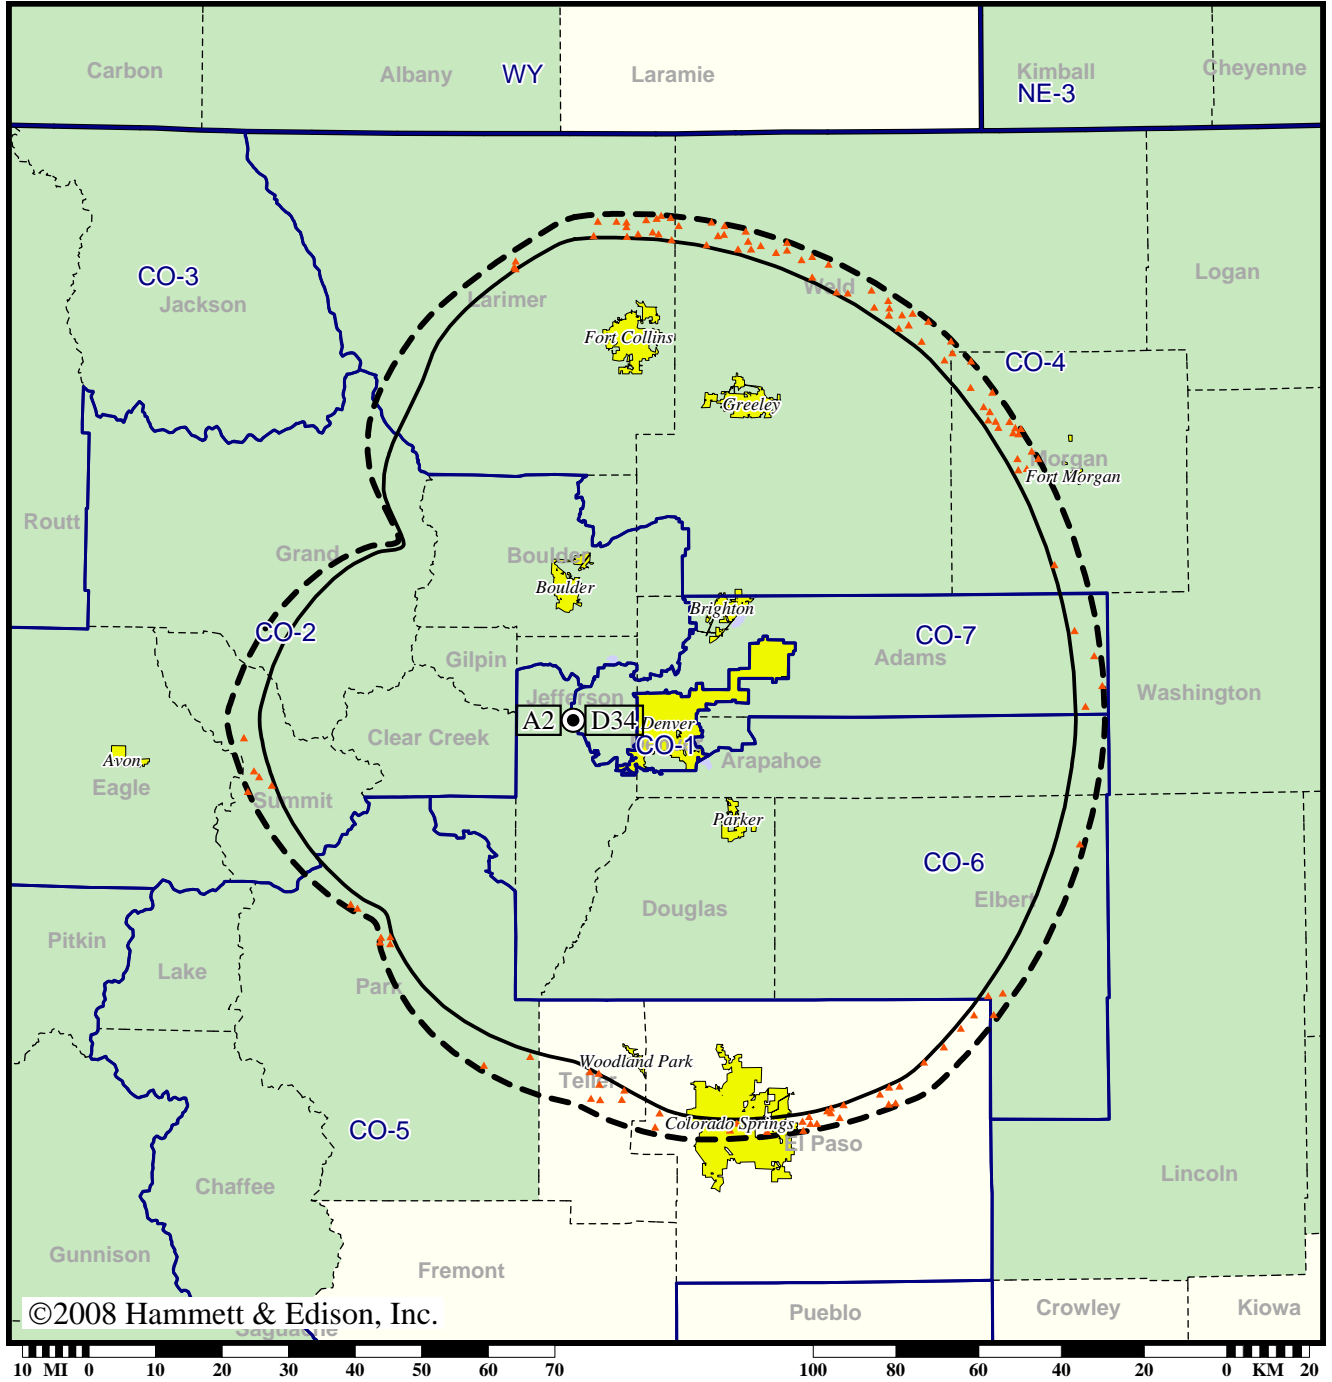 Carbon
Albany
WY
Laramie
Kimball
NE-3
Cheyenne
CO-3
Jackson
Larimer
Weld
Logan
Fort Collins
CO-4
Greeley
Morgan
Fort Morgan
Routt
Grand
Boulder
Boulder
Brighton
CO-2
CO-7
Gilpin
Adams
Jefferson
Washington
A2
D34
Denver
CO-1
Clear Creek
Arapahoe
Avon
Eagle
Summit
Parker
CO-6
Elbert
Douglas
Pitkin
Lake
Park
Woodland Park
Teller
Colorado Springs
CO-5
El Paso
Chaffee
Lincoln
Gunnison
Fremont
Pueblo
Crowley
Kiowa
©2008 Hammett & Edison, Inc.
Saguache
10 MI 0 10 20 30 40 50 60 70
100 80 60 40 20 0 KM 20